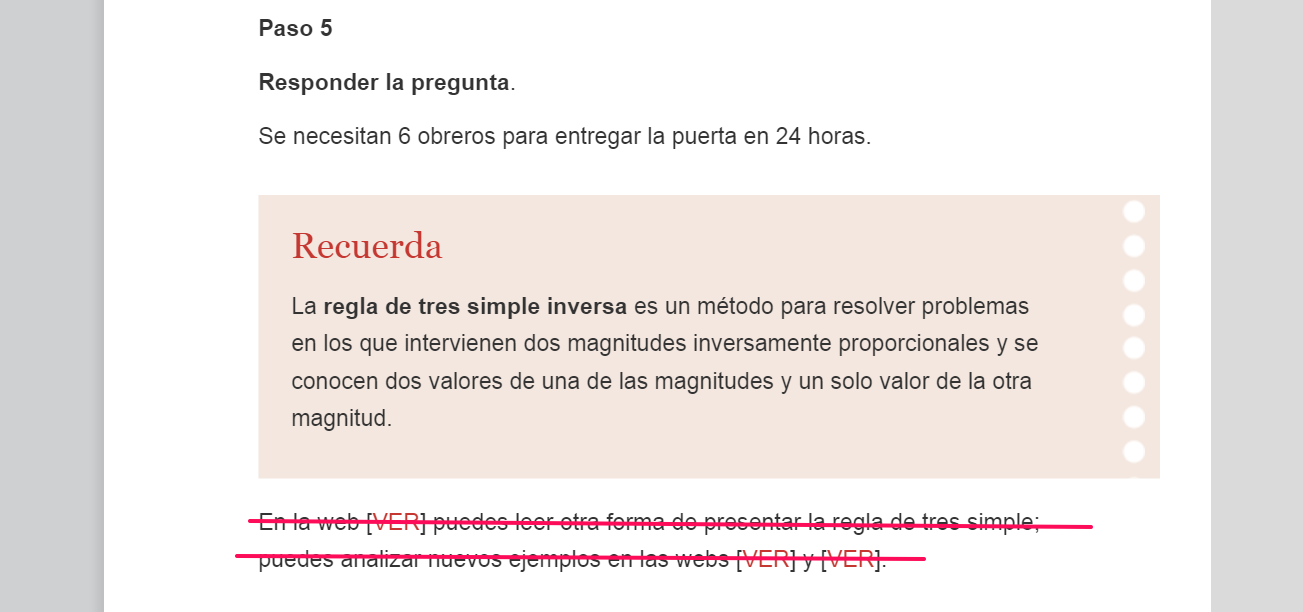 Paso 5
Responder la pregunta.
Se necesitan 6 obreros para entregar la puerta en 24 horas.
Recuerda
La regla de tres simple inversa es un método para resolver problemas
en los que intervienen dos magnitudes inversamente proporcionales y se
conocen dos valores de una de las magnitudes y un solo valor de la otra
magnitud.
En la web [VER] puedes leer otra forma de presentar la regla de tres simple;
puedes analizar nuevos ejemplos en las webs [VER] y [VER].